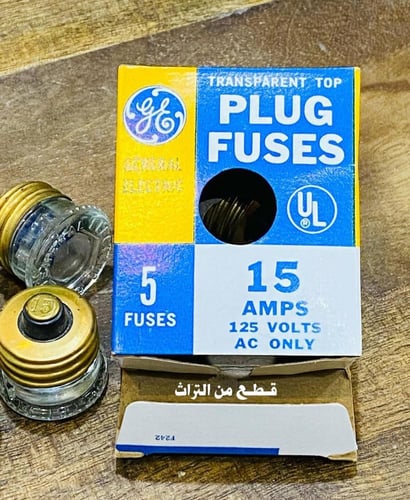 TRANSPARENT TOP
PLUG
FUSES
GE
GENERAL
ELECTRIC
UL
®
5
FUSES
15
AMPS
125 VOLTS
AC ONLY
15
قطع من التراث
F242